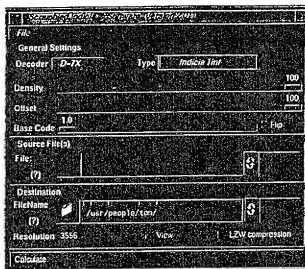 File
General Settings
Decoder D-TX Type Indicia Tint
Density 100
Offset 100
Base Code 1.0 Flip
Source File(s)
File:
(?)
Destination
FileName /usr/people/ten/
(?)
Resolution 3556 View LZW compression
Calculate